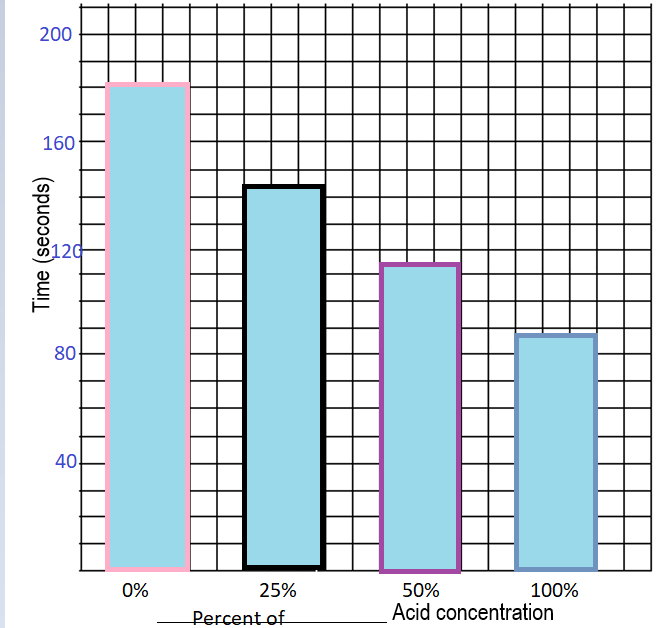 200
160
120
80
40
Time (seconds)
0% 25% 50% 100%
Percent of Acid concentration